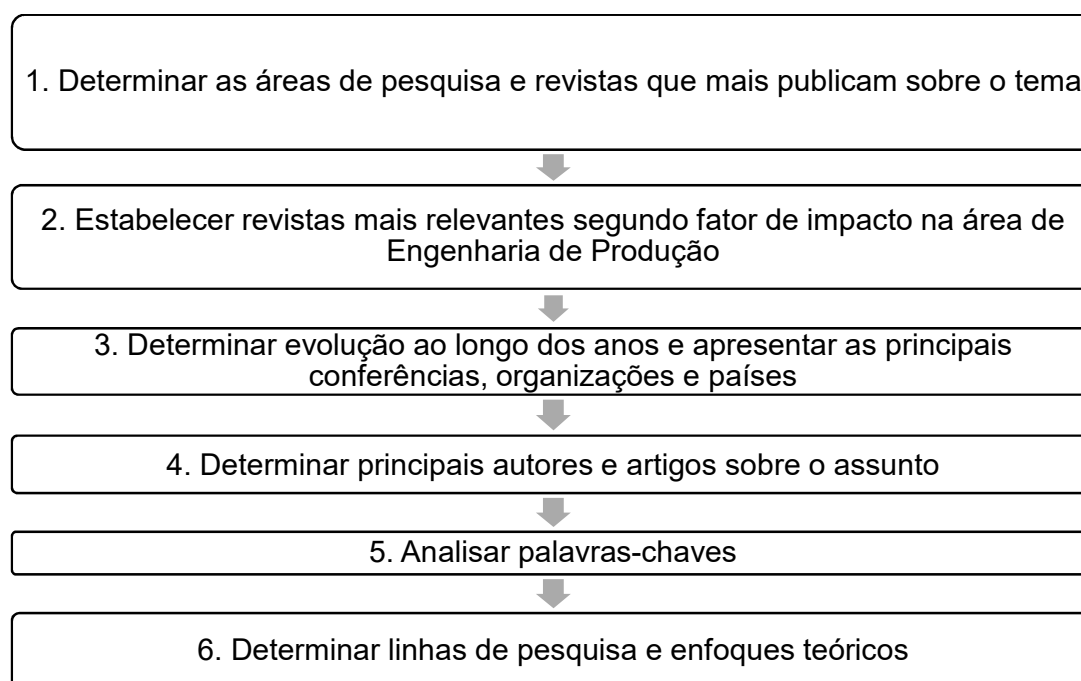 1. Determinar as áreas de pesquisa e revistas que mais publicam sobre o tema
2. Estabelecer revistas mais relevantes segundo fator de impacto na área de
Engenharia de Produção
3. Determinar evolução ao longo dos anos e apresentar as principais
conferências, organizações e países
4. Determinar principais autores e artigos sobre o assunto
5. Analisar palavras-chaves
6. Determinar linhas de pesquisa e enfoques teóricos